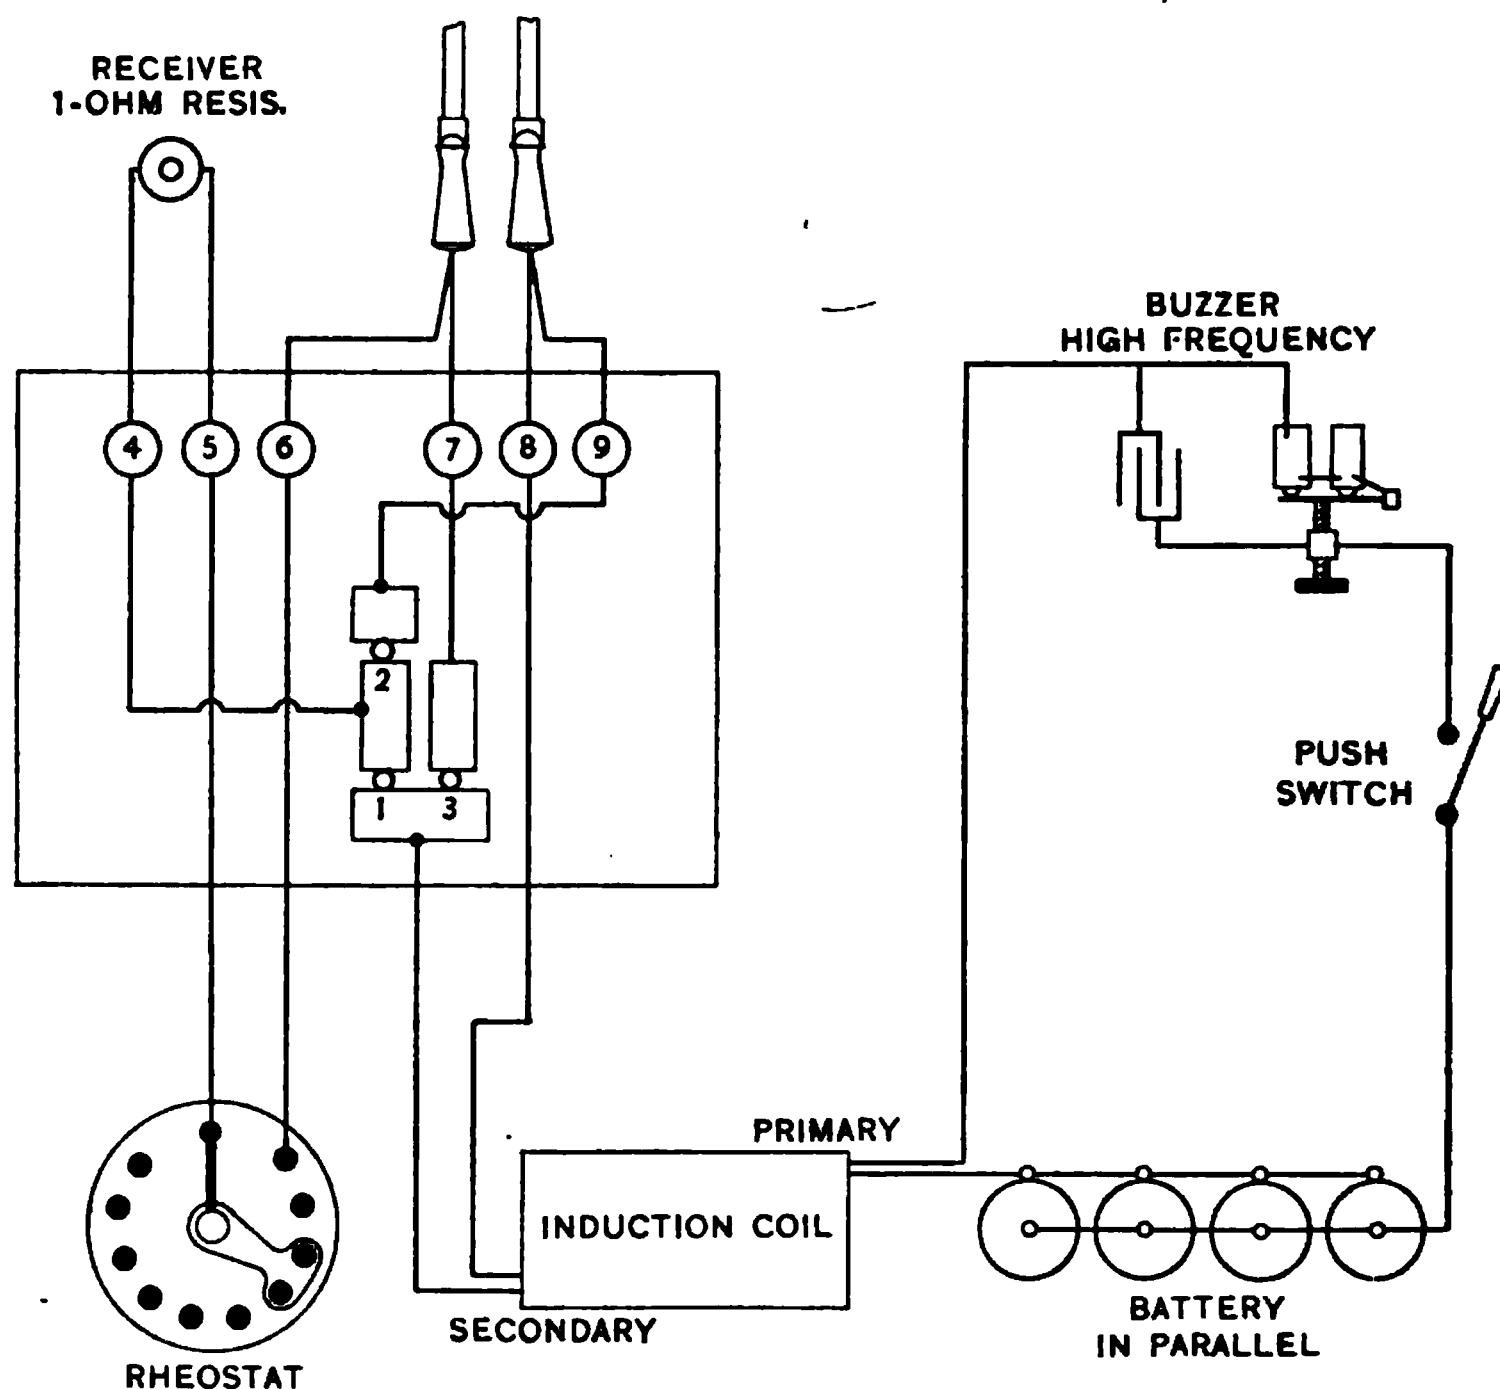 RECEIVER
1-OHM RESIS.
BUZZER
HIGH FREQUENCY
4 5 6 7 8 9
2
1 3
PUSH
SWITCH
PRIMARY
INDUCTION COIL
SECONDARY
BATTERY
IN PARALLEL
RHEOSTAT